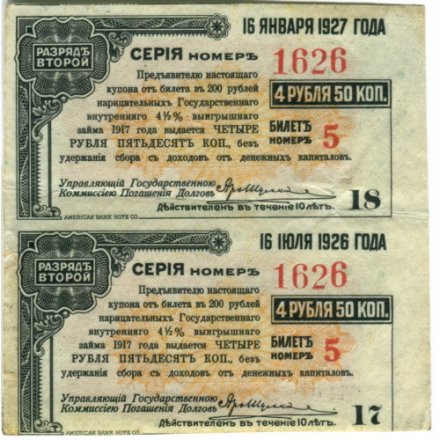 16 ЯНВАРЯ 1927 ГОДА
РАЗРЯДЪ
ВТОРОЙ
СЕРІЯ НОМЕРЪ 1626
Предъявителю настоящаго
купона отъ билета въ 200 рублей
нарицательныхъ Государственнаго
внутренняго 4½% выигрышнаго
займа 1917 года выдается ЧЕТЫРЕ
РУБЛЯ ПЯТЬДЕСЯТЪ КОП., безъ
удержанія сбора съ доходовъ отъ денежныхъ капиталовъ.
4 РУБЛЯ 50 КОП.
БИЛЕТЪ
НОМЕРЪ 5
Управляющій Государственною
Коммиссіею Погашенія Долговъ
18
Дѣйствителенъ въ теченіе 10 лѣтъ.
AMERICAN BANK NOTE CO.
16 ІЮЛЯ 1926 ГОДА
РАЗРЯДЪ
ВТОРОЙ
СЕРІЯ НОМЕРЪ 1626
Предъявителю настоящаго
купона отъ билета въ 200 рублей
нарицательныхъ Государственнаго
внутренняго 4½% выигрышнаго
займа 1917 года выдается ЧЕТЫРЕ
РУБЛЯ ПЯТЬДЕСЯТЪ КОП., безъ
удержанія сбора съ доходовъ отъ денежныхъ капиталовъ.
4 РУБЛЯ 50 КОП.
БИЛЕТЪ
НОМЕРЪ 5
Управляющій Государственною
Коммиссіею Погашенія Долговъ
17
Дѣйствителенъ въ теченіе 10 лѣтъ.
AMERICAN BANK NOTE CO.